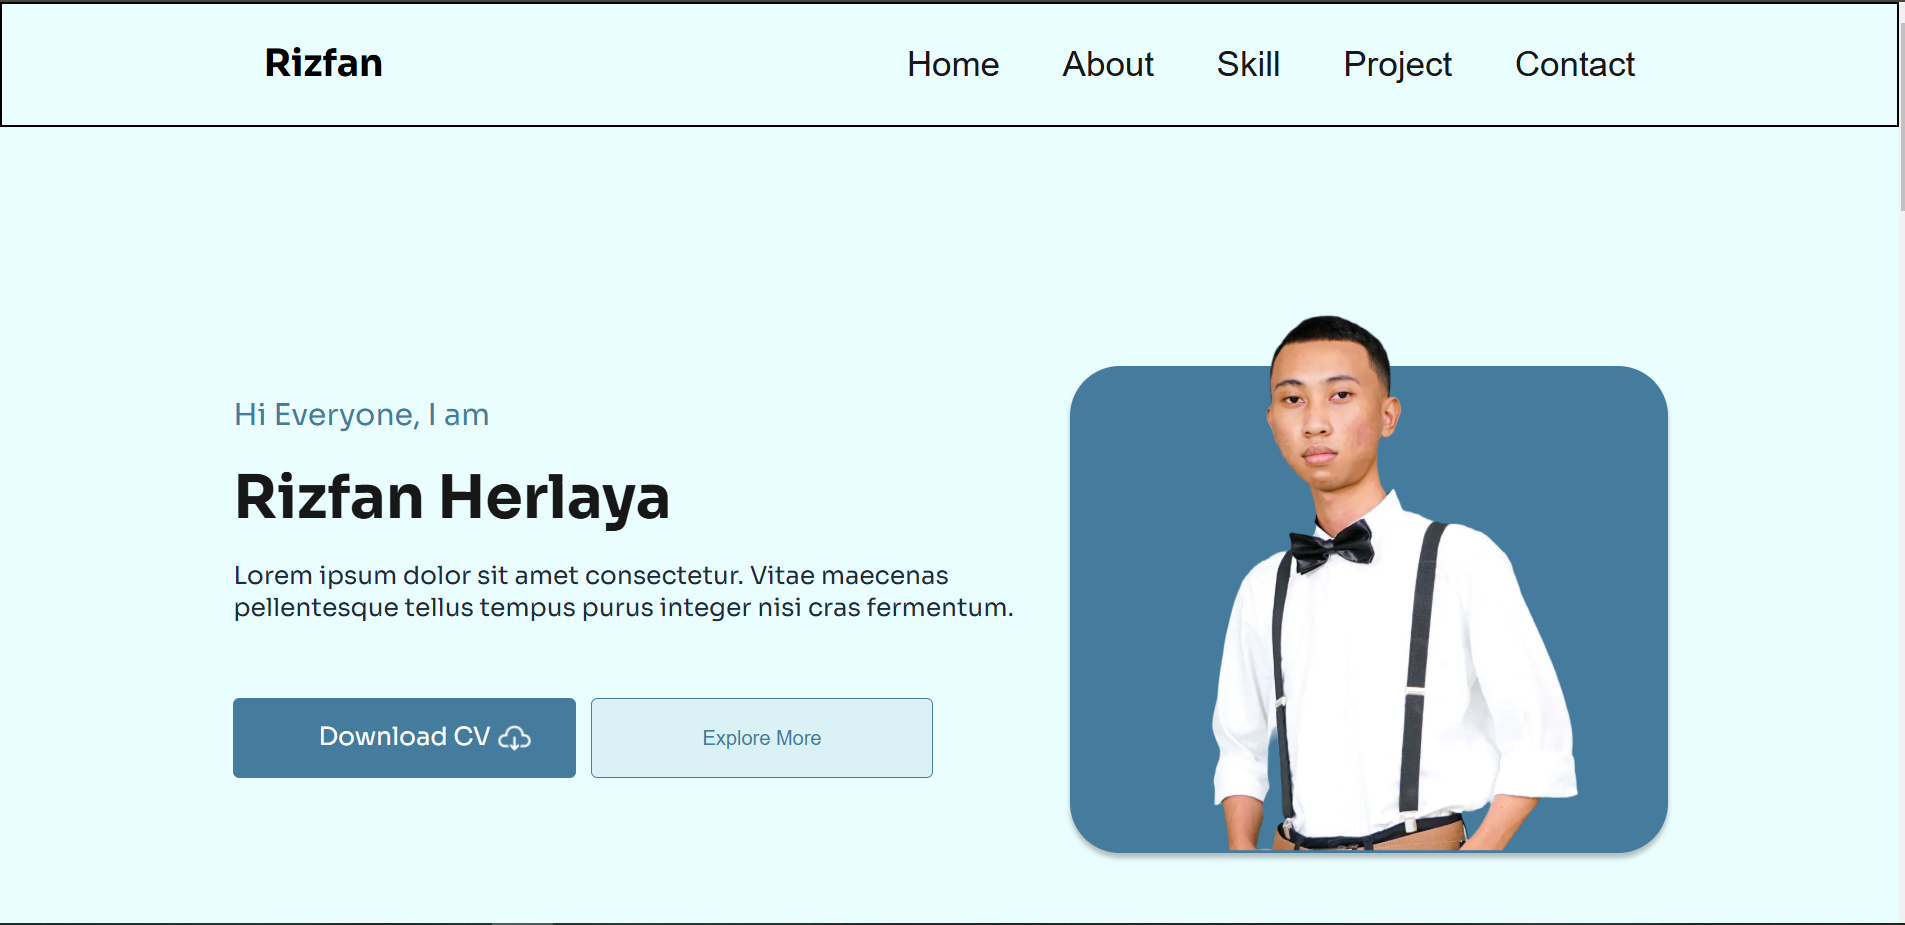 Rizfan
Home About Skill Project Contact
Hi Everyone, I am
Rizfan Herlaya
Lorem ipsum dolor sit amet consectetur. Vitae maecenas
pellentesque tellus tempus purus integer nisi cras fermentum.
Download CV
Explore More